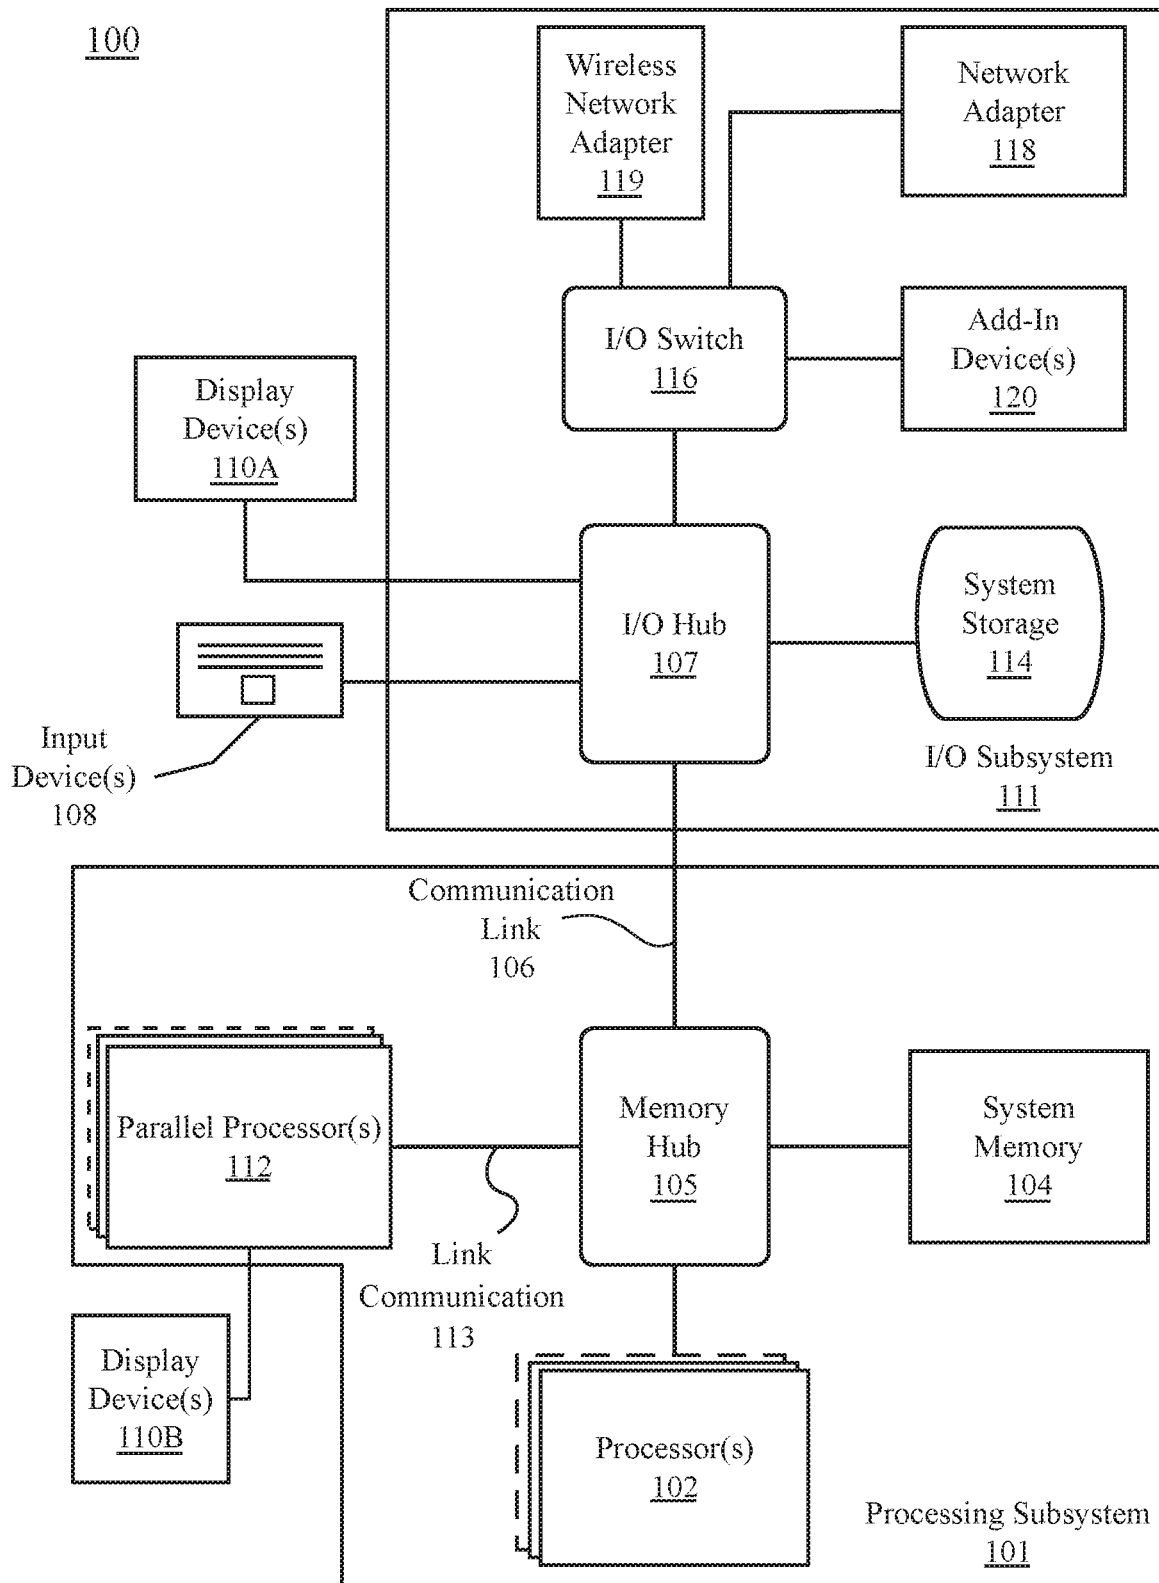 100
Wireless
Network
Adapter
119
Network
Adapter
118
I/O Switch
116
Add-In
Device(s)
120
Display
Device(s)
110A
I/O Hub
107
System
Storage
114
Input
Device(s)
108
I/O Subsystem
111
Communication
Link
106
Parallel Processor(s)
112
Memory
Hub
105
System
Memory
104
Link
Communication
113
Display
Device(s)
110B
Processor(s)
102
Processing Subsystem
101